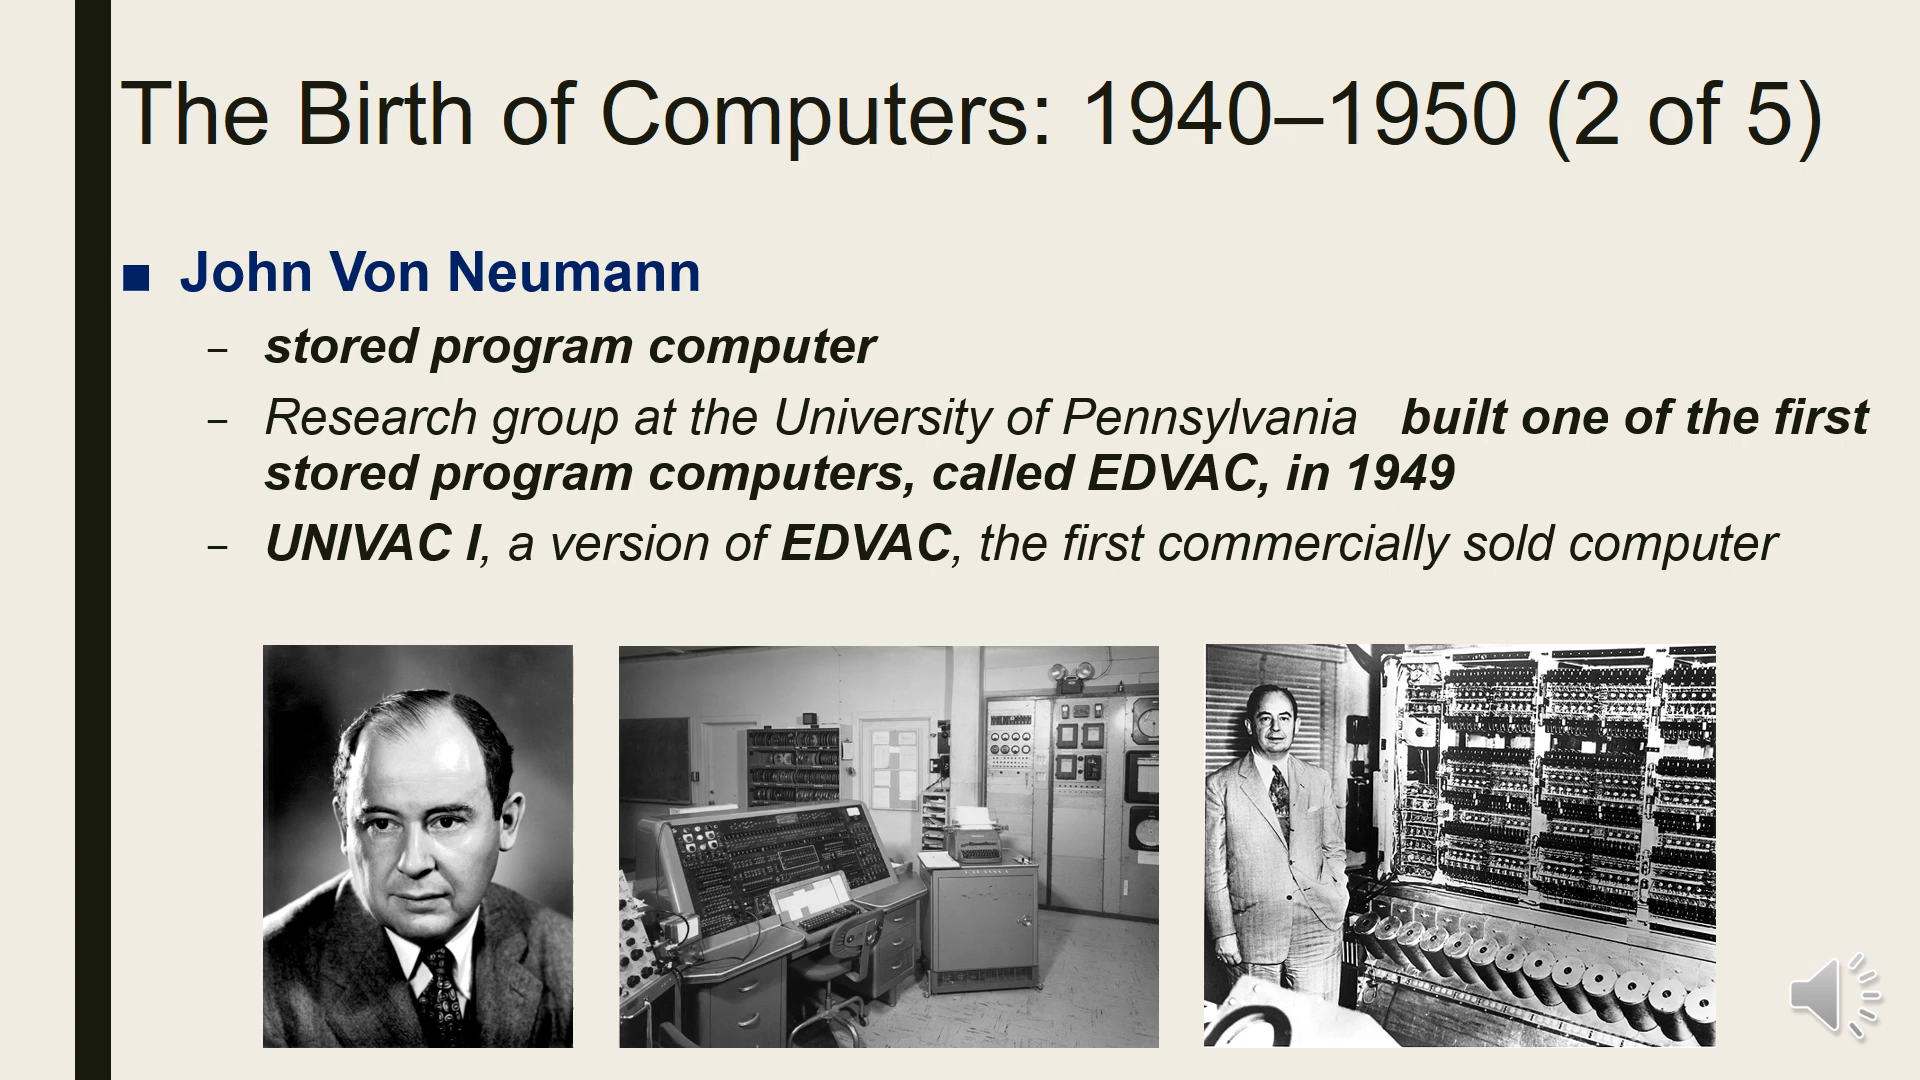 The Birth of Computers: 1940–1950 (2 of 5)
■ John Von Neumann
– stored program computer
– Research group at the University of Pennsylvania built one of the first
stored program computers, called EDVAC, in 1949
– UNIVAC I, a version of EDVAC, the first commercially sold computer